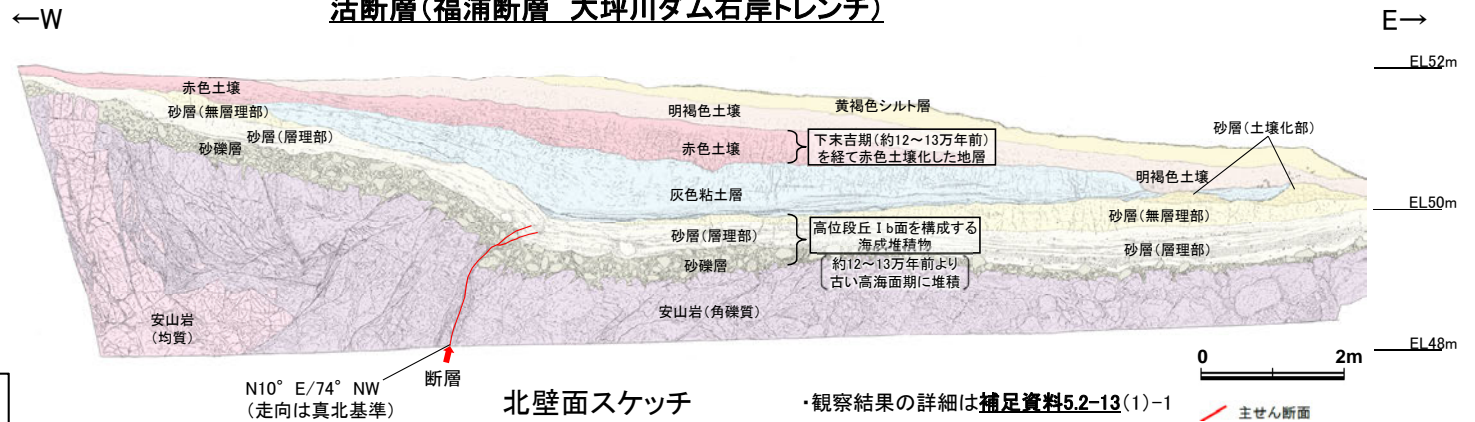 活断層(福浦断層 大坪川ダム右岸トレンチ)
←W
E→
EL52m
赤色土壌
砂層(無層理部)
明褐色土壌
黄褐色シルト層
砂層(土壌化部)
砂層(層理部)
砂礫層
赤色土壌
下末吉期(約12~13万年前)
を経て赤色土壌化した地層
明褐色土壌
灰色粘土層
EL50m
砂層(無層理部)
砂層(層理部)
高位段丘Ⅰb面を構成する
海成堆積物
砂層(層理部)
砂礫層
約12~13万年前より
古い高海面期に堆積
安山岩
(均質)
安山岩(角礫質)
EL48m
0 2m
断層
N10°E/74°NW
(走向は真北基準)
北壁面スケッチ
・観察結果の詳細は補足資料5.2-13(1)-1
主せん断面